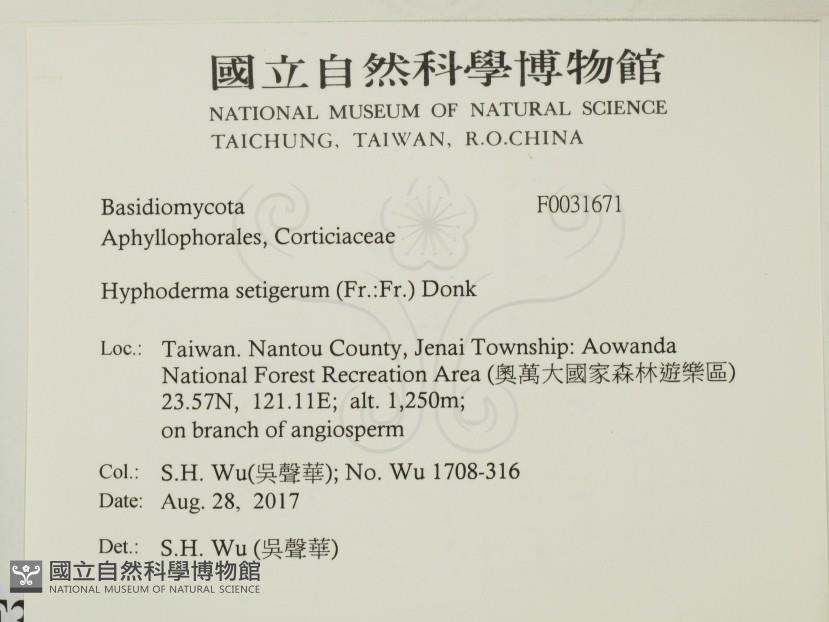 國立自然科學博物館
NATIONAL MUSEUM OF NATURAL SCIENCE
TAICHUNG, TAIWAN, R.O.CHINA
Basidiomycota F0031671
Aphyllophorales, Corticiaceae
Hyphoderma setigerum (Fr.:Fr.) Donk
Loc.: Taiwan. Nantou County, Jenai Township: Aowanda
National Forest Recreation Area (奧萬大國家森林遊樂區)
23.57N, 121.11E; alt. 1,250m;
on branch of angiosperm
Col.: S.H. Wu(吳聲華); No. Wu 1708-316
Date: Aug. 28, 2017
Det.: S.H. Wu (吳聲華)
國立自然科學博物館
NATIONAL MUSEUM OF NATURAL SCIENCE